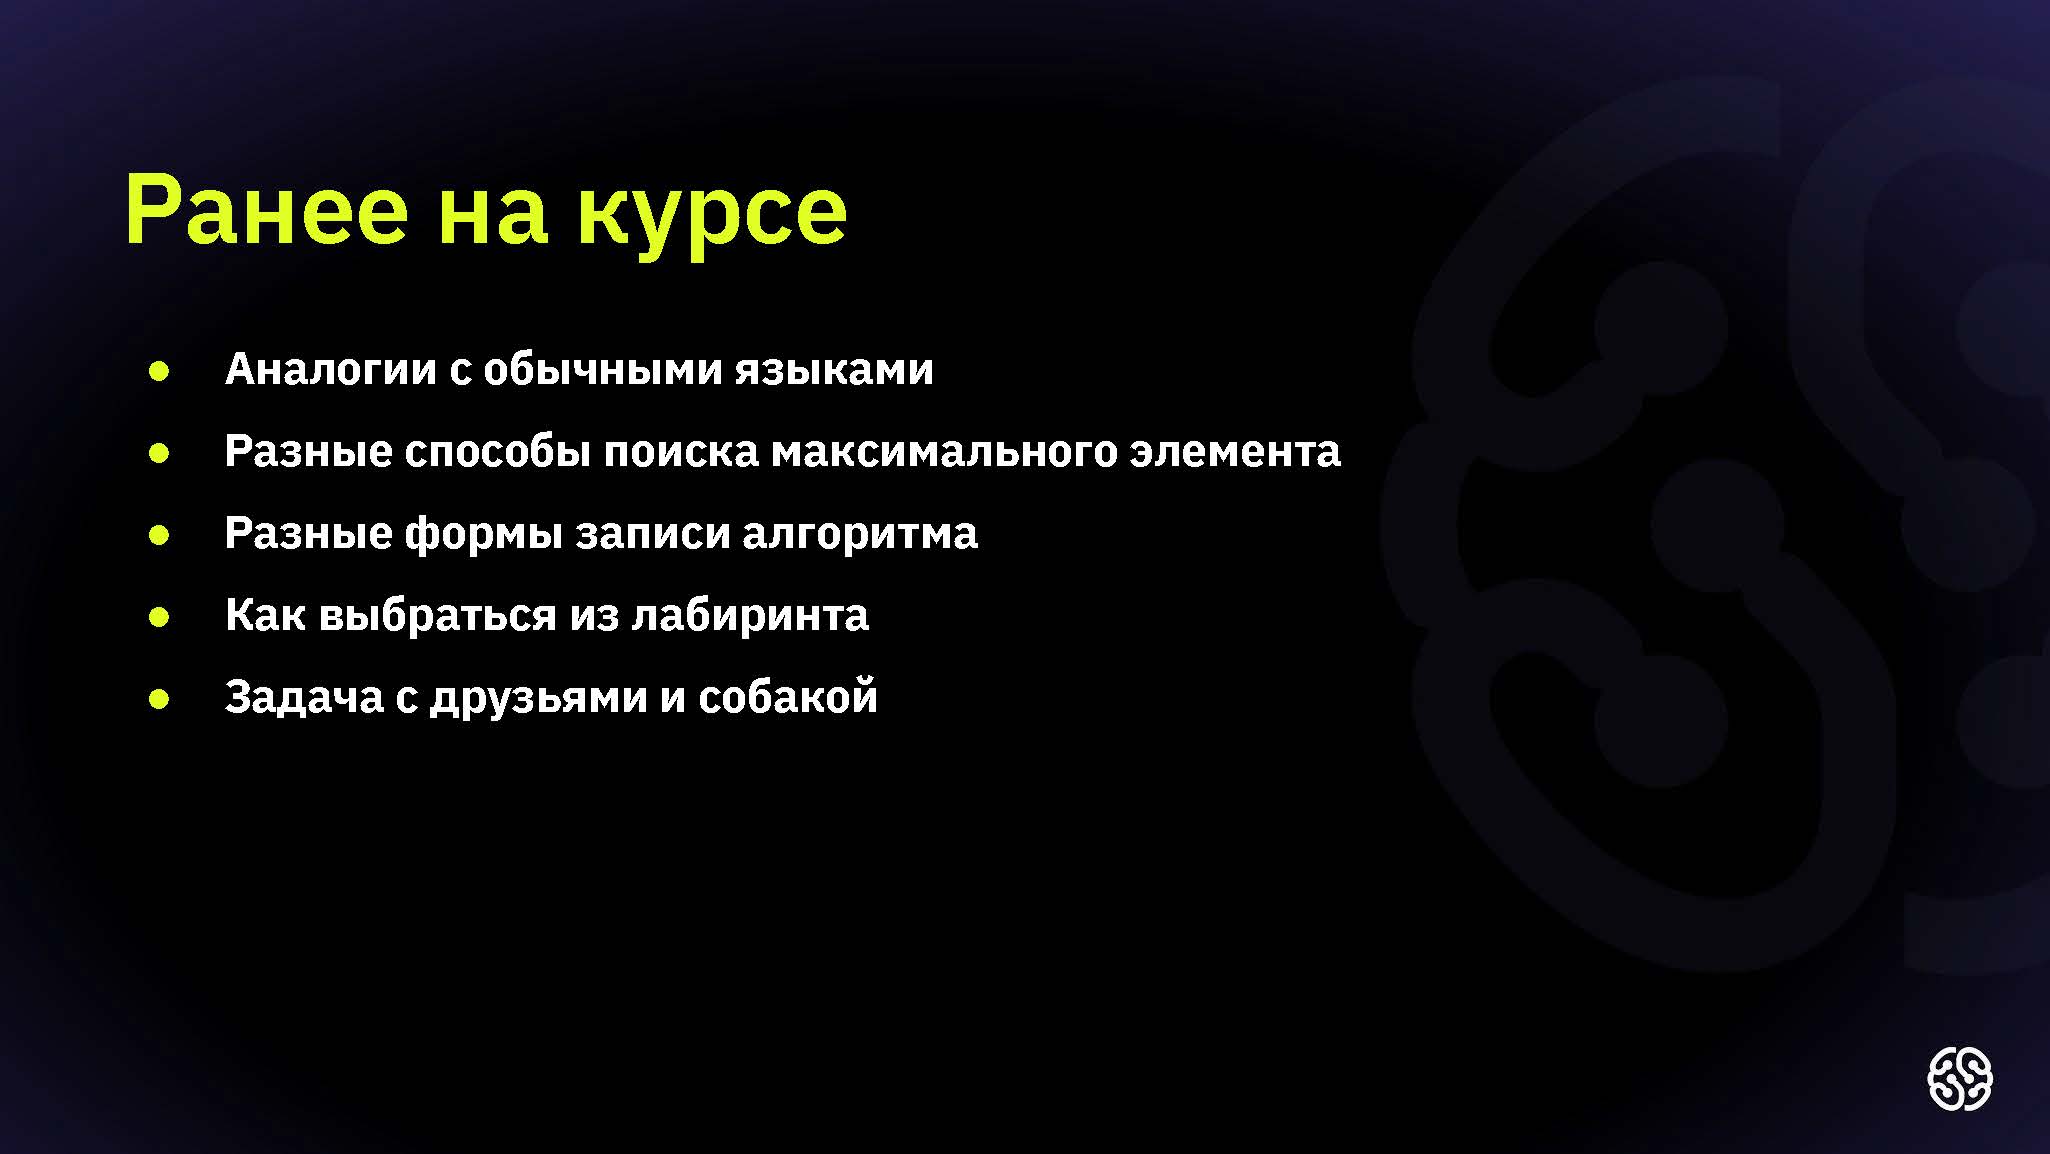 Ранее на курсе
● Аналогии с обычными языками
● Разные способы поиска максимального элемента
● Разные формы записи алгоритма
● Как выбраться из лабиринта
● Задача с друзьями и собакой